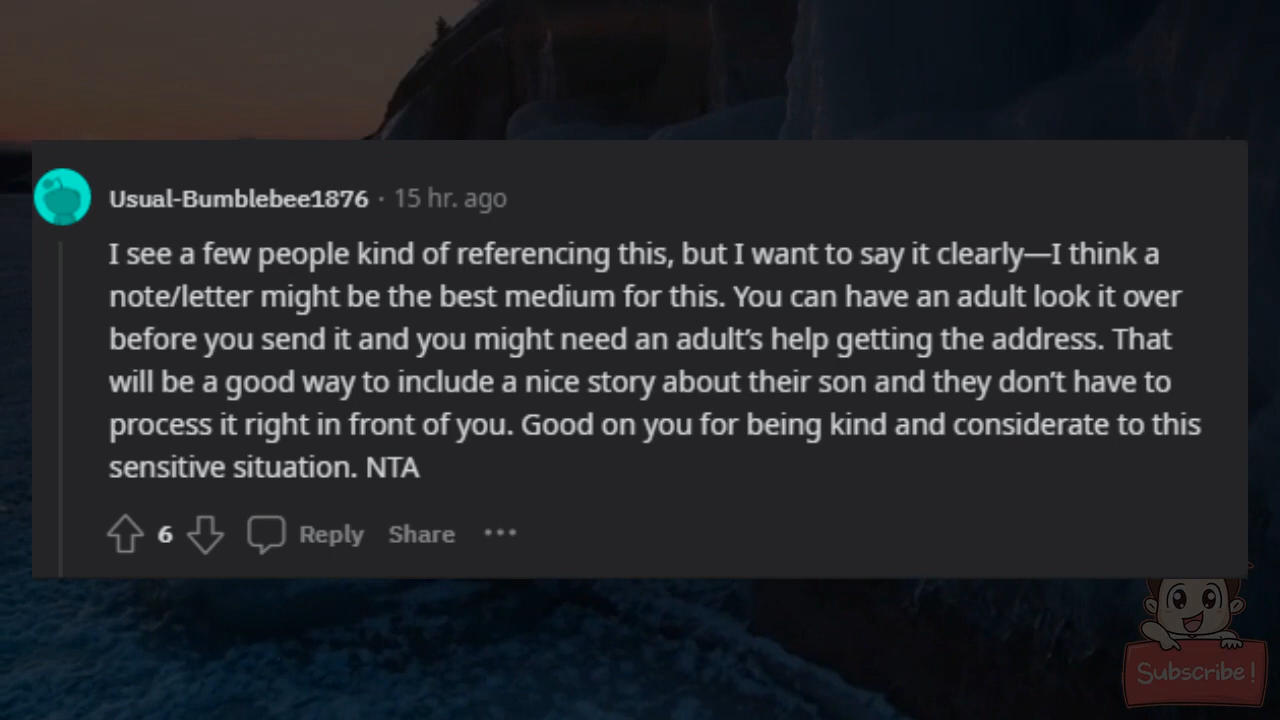 Usual-Bumblebee1876 · 15 hr. ago
I see a few people kind of referencing this, but I want to say it clearly—I think a
note/letter might be the best medium for this. You can have an adult look it over
before you send it and you might need an adult’s help getting the address. That
will be a good way to include a nice story about their son and they don’t have to
process it right in front of you. Good on you for being kind and considerate to this
sensitive situation. NTA
6 Reply Share ···
Subscribe!